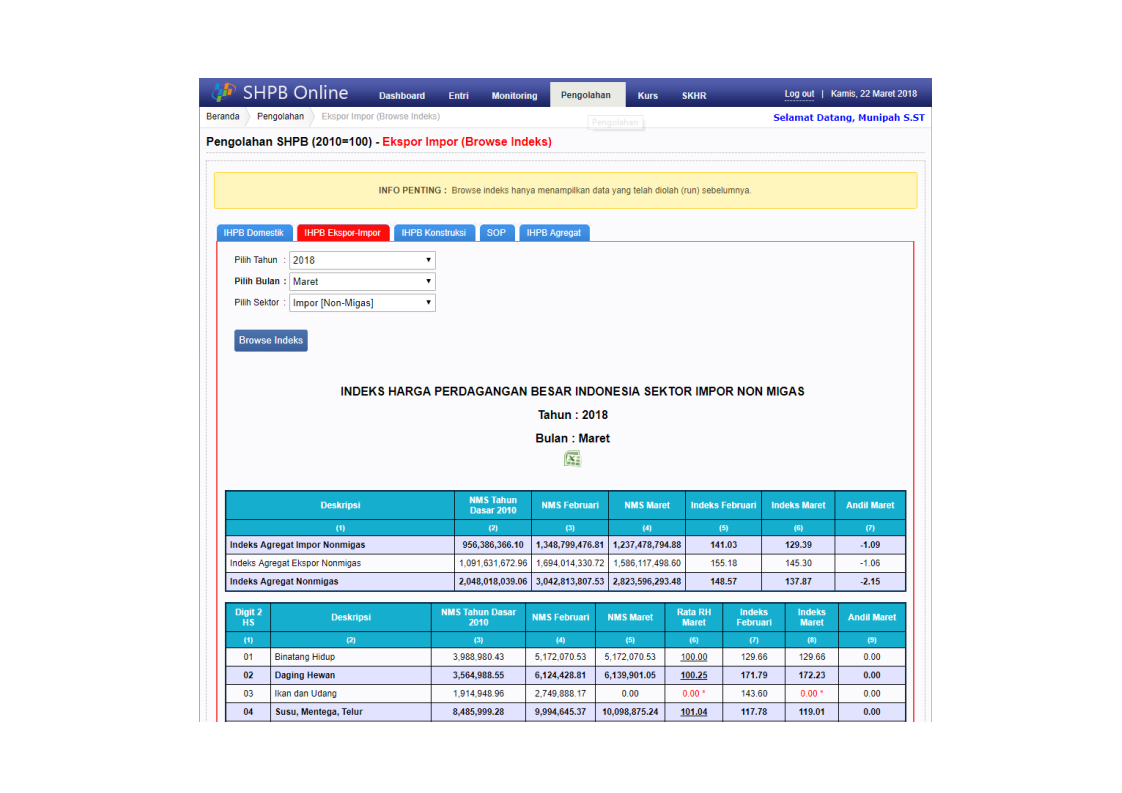 SHPB Online Dashboard Entri Monitoring Pengolahan Kurs SKHR Log out | Kamis, 22 Maret 2018
Beranda Pengolahan Ekspor Impor (Browse Indeks) Pengolahan Selamat Datang, Munipah S.ST
Pengolahan SHPB (2010=100) - Ekspor Impor (Browse Indeks)
INFO PENTING : Browse indeks hanya menampilkan data yang telah diolah (run) sebelumnya.
IHPB Domestik IHPB Ekspor-Impor IHPB Konstruksi SOP IHPB Agregat
Pilih Tahun : 2018
Pilih Bulan : Maret
Pilih Sektor : Impor [Non-Migas]
Browse Indeks
INDEKS HARGA PERDAGANGAN BESAR INDONESIA SEKTOR IMPOR NON MIGAS
Tahun : 2018
Bulan : Maret
Deskripsi NMS Tahun Dasar 2010 NMS Februari NMS Maret Indeks Februari Indeks Maret Andil Maret
(1) (2) (3) (4) (5) (6) (7)
Indeks Agregat Impor Nonmigas 956,386,366.10 1,348,799,476.81 1,237,478,794.88 141.03 129.39 -1.09
Indeks Agregat Ekspor Nonmigas 1,091,631,672.96 1,694,014,330.72 1,586,117,498.60 155.18 145.30 -1.06
Indeks Agregat Nonmigas 2,048,018,039.06 3,042,813,807.53 2,823,596,293.48 148.57 137.87 -2.15
Digit 2 HS Deskripsi NMS Tahun Dasar 2010 NMS Februari NMS Maret Rata RH Maret Indeks Februari Indeks Maret Andil Maret
(1) (2) (3) (4) (5) (6) (7) (8) (9)
01 Binatang Hidup 3,988,980.43 5,172,070.53 5,172,070.53 100.00 129.66 129.66 0.00
02 Daging Hewan 3,564,988.55 6,124,428.81 6,139,901.05 100.25 171.79 172.23 0.00
03 Ikan dan Udang 1,914,948.96 2,749,888.17 0.00 0.00 * 143.60 0.00 * 0.00
04 Susu, Mentega, Telur 8,485,999.28 9,994,645.37 10,098,875.24 101.04 117.78 119.01 0.00